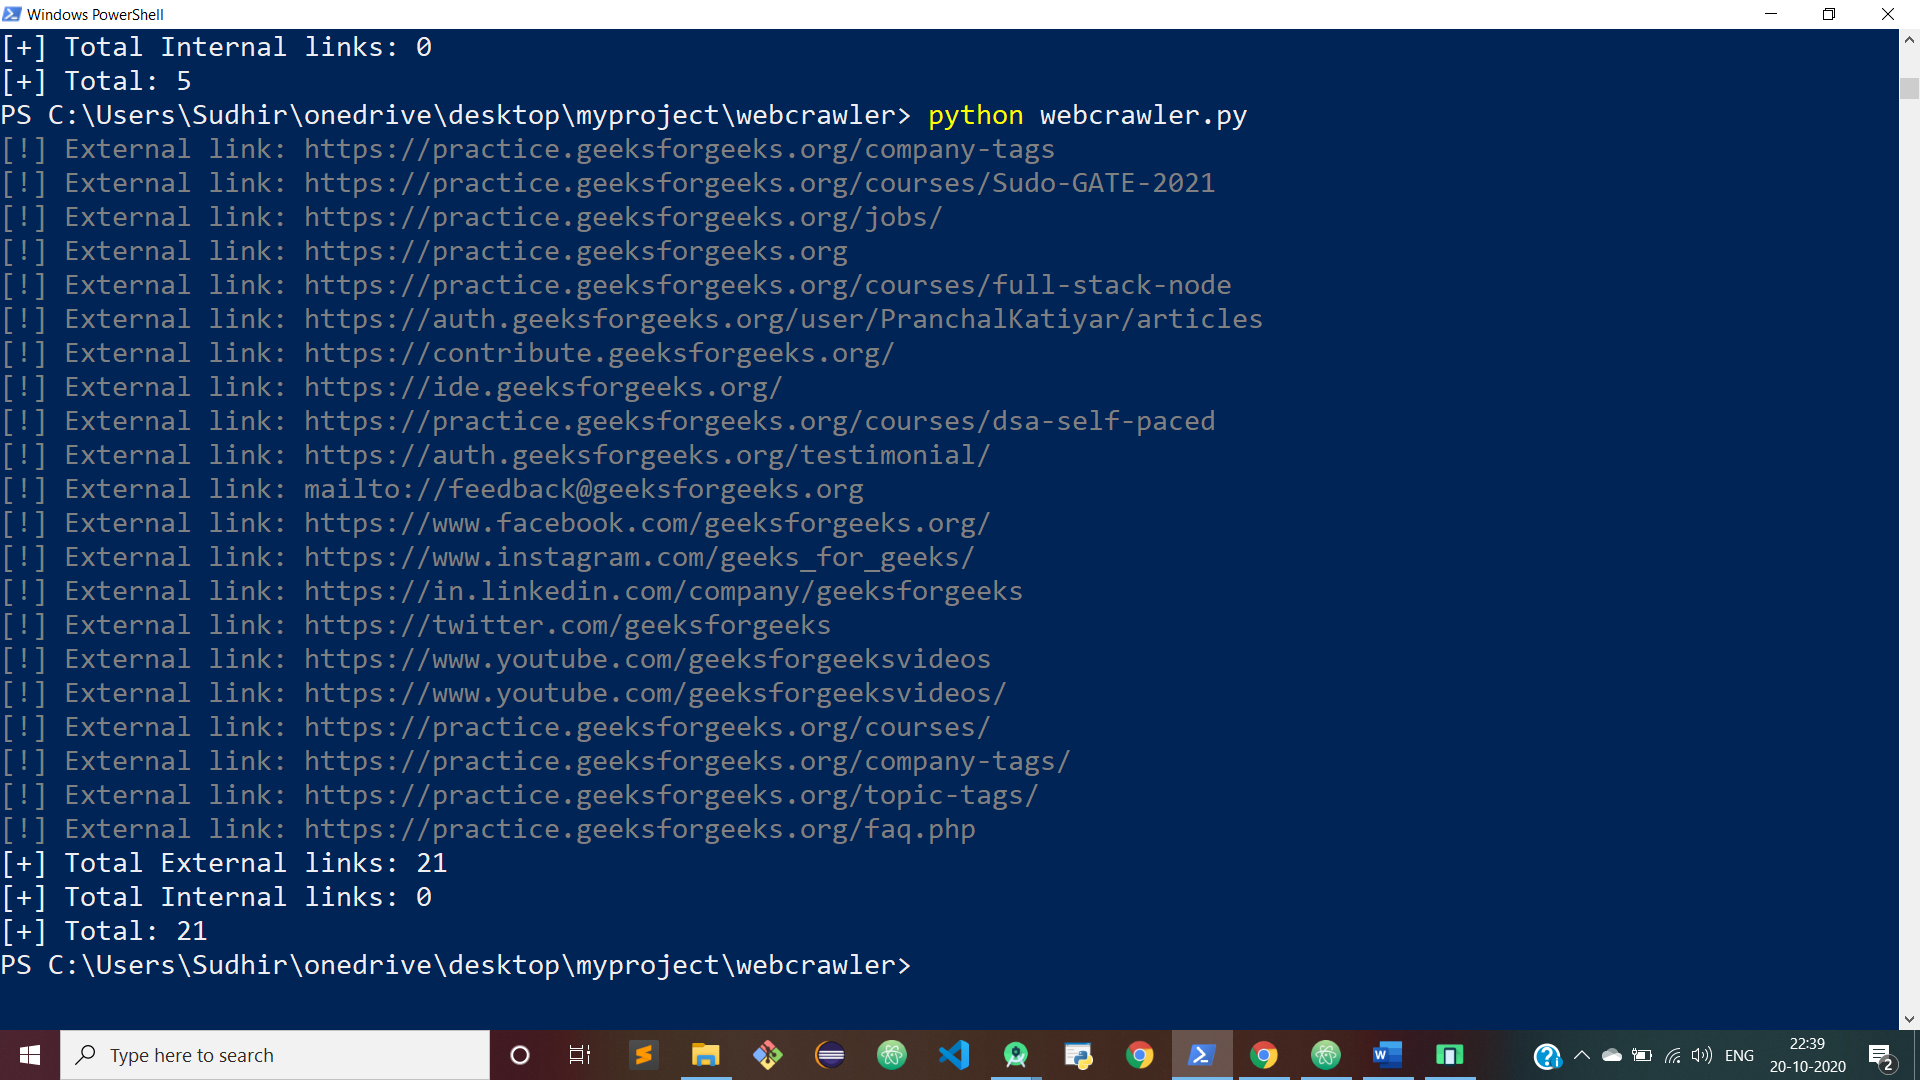 Windows PowerShell
[+] Total Internal links: 0
[+] Total: 5
PS C:\Users\Sudhir\onedrive\desktop\myproject\webcrawler> python webcrawler.py
[!] External link: https://practice.geeksforgeeks.org/company-tags
[!] External link: https://practice.geeksforgeeks.org/courses/Sudo-GATE-2021
[!] External link: https://practice.geeksforgeeks.org/jobs/
[!] External link: https://practice.geeksforgeeks.org
[!] External link: https://practice.geeksforgeeks.org/courses/full-stack-node
[!] External link: https://auth.geeksforgeeks.org/user/PranchalKatiyar/articles
[!] External link: https://contribute.geeksforgeeks.org/
[!] External link: https://ide.geeksforgeeks.org/
[!] External link: https://practice.geeksforgeeks.org/courses/dsa-self-paced
[!] External link: https://auth.geeksforgeeks.org/testimonial/
[!] External link: mailto://feedback@geeksforgeeks.org
[!] External link: https://www.facebook.com/geeksforgeeks.org/
[!] External link: https://www.instagram.com/geeks_for_geeks/
[!] External link: https://in.linkedin.com/company/geeksforgeeks
[!] External link: https://twitter.com/geeksforgeeks
[!] External link: https://www.youtube.com/geeksforgeeksvideos
[!] External link: https://www.youtube.com/geeksforgeeksvideos/
[!] External link: https://practice.geeksforgeeks.org/courses/
[!] External link: https://practice.geeksforgeeks.org/company-tags/
[!] External link: https://practice.geeksforgeeks.org/topic-tags/
[!] External link: https://practice.geeksforgeeks.org/faq.php
[+] Total External links: 21
[+] Total Internal links: 0
[+] Total: 21
PS C:\Users\Sudhir\onedrive\desktop\myproject\webcrawler>
Type here to search
ENG
22:39
20-10-2020
2